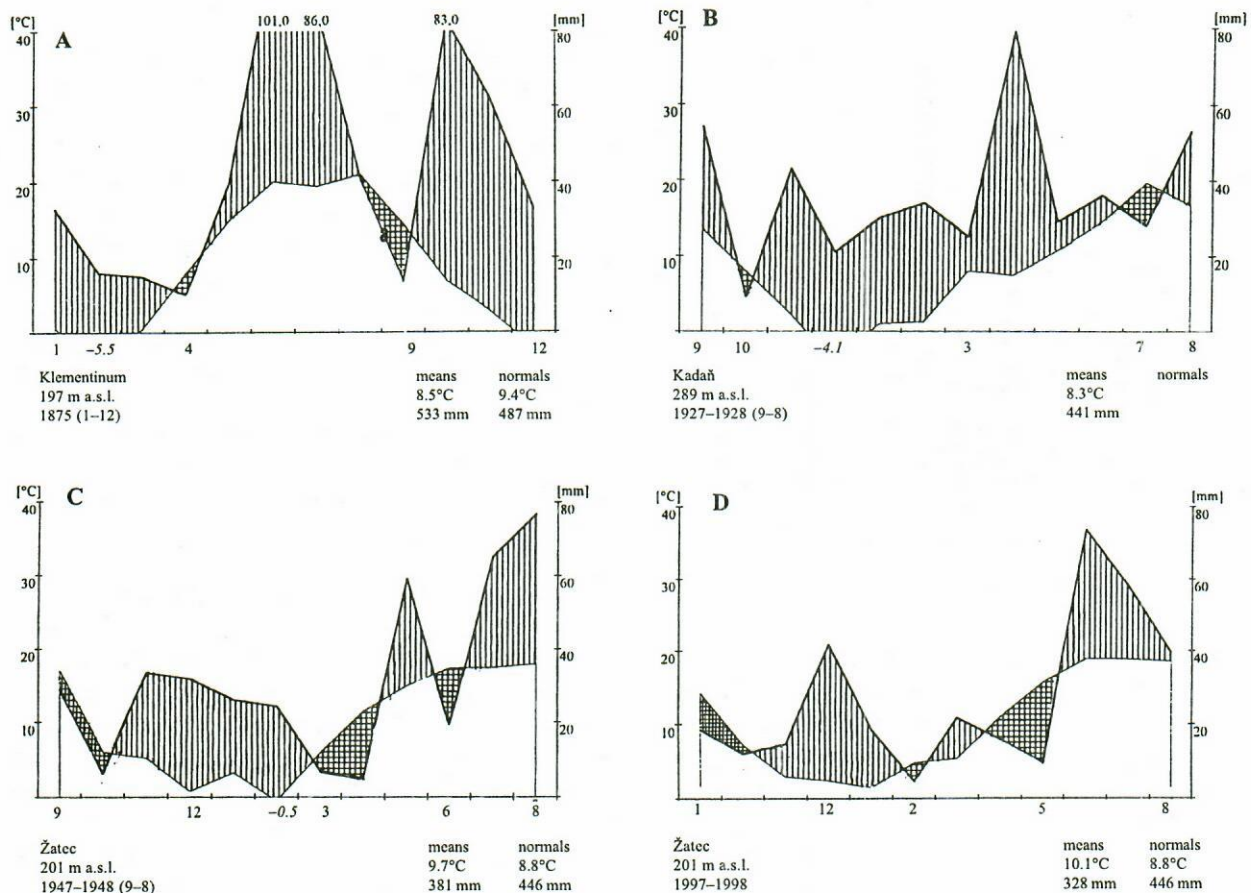 [°C] A 101,0 86,0 83,0 [mm]
40 80
30 60
20 40
10 20
1 -5.5 4 9 12
Klementinum means normals
197 m a.s.l. 8.5°C 9.4°C
1875 (1–12) 533 mm 487 mm
[°C] B [mm]
40 80
30 60
20 40
10 20
9 10 -4.1 3 7 8
Kadaň means normals
289 m a.s.l. 8.3°C
1927–1928 (9–8) 441 mm
[°C] C [mm]
40 80
30 60
20 40
10 20
9 12 -0.5 3 6 8
Žatec means normals
201 m a.s.l. 9.7°C 8.8°C
1947–1948 (9–8) 381 mm 446 mm
[°C] D [mm]
40 80
30 60
20 40
10 20
1 12 2 5 8
Žatec means normals
201 m a.s.l. 10.1°C 8.8°C
1997–1998 328 mm 446 mm